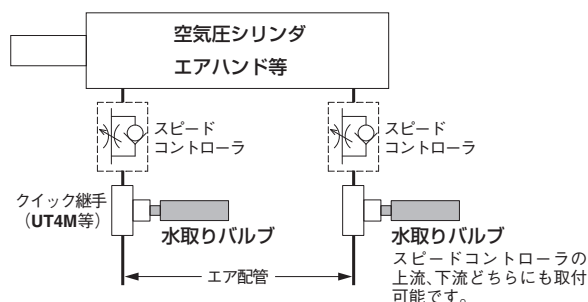 空気圧シリンダ
エアハンド等
スピード
コントローラ
スピード
コントローラ
クイック継手
（UT4M等）
水取りバルブ
水取りバルブ
スピードコントローラの
上流、下流どちらにも取付
可能です。
エア配管